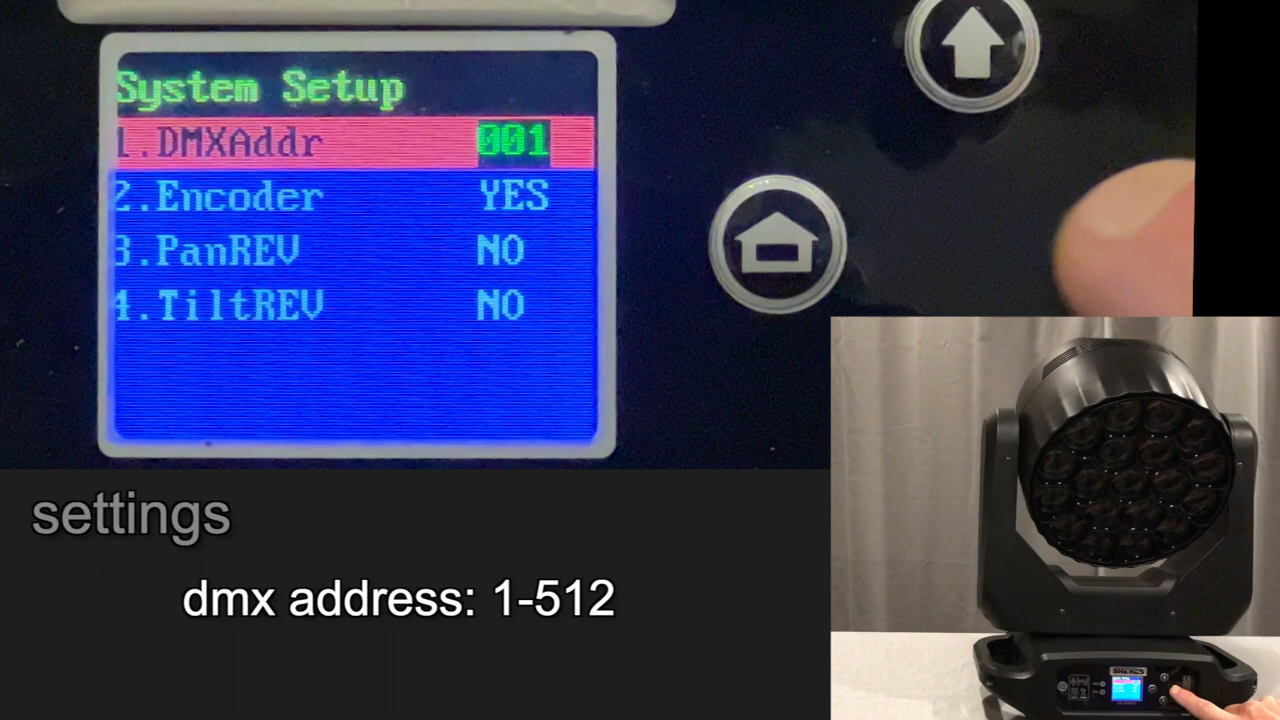 System Setup
1.DMXAddr 001
2.Encoder YES
3.PanREV NO
4.TiltREV NO
settings
dmx address: 1-512